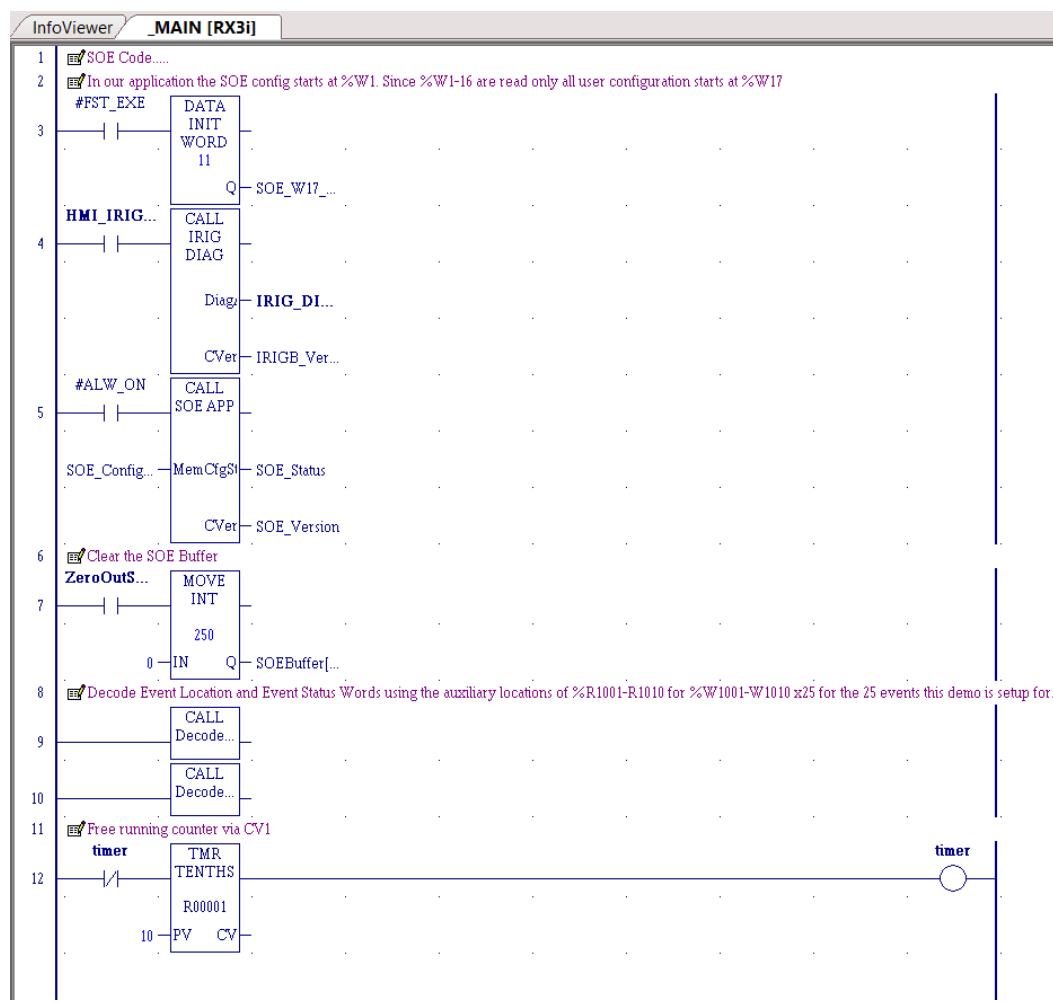 InfoViewer _MAIN [RX3i]
1 SOE Code.....
2 In our application the SOE config starts at %W1. Since %W1-16 are read only all user configuration starts at %W17
#FST_EXE DATA
INIT
3 WORD
11
Q SOE_W17_...
HMI_IRIG... CALL
4 IRIG
DIAG
Diag IRIG_DI...
CVer IRIGB_Ver...
#ALW_ON CALL
5 SOE APP
SOE_Config... MemCfgSt SOE_Status
CVer SOE_Version
6 Clear the SOE Buffer
ZeroOutS... MOVE
7 INT
250
0 IN Q SOEBuffer[...
8 Decode Event Location and Event Status Words using the auxiliary locations of %R1001-R1010 for %W1001-W1010 x25 for the 25 events this demo is setup for.
CALL
9 Decode...
CALL
10 Decode...
11 Free running counter via CV1
timer TMR timer
12 TENTHS
R00001
10 PV CV